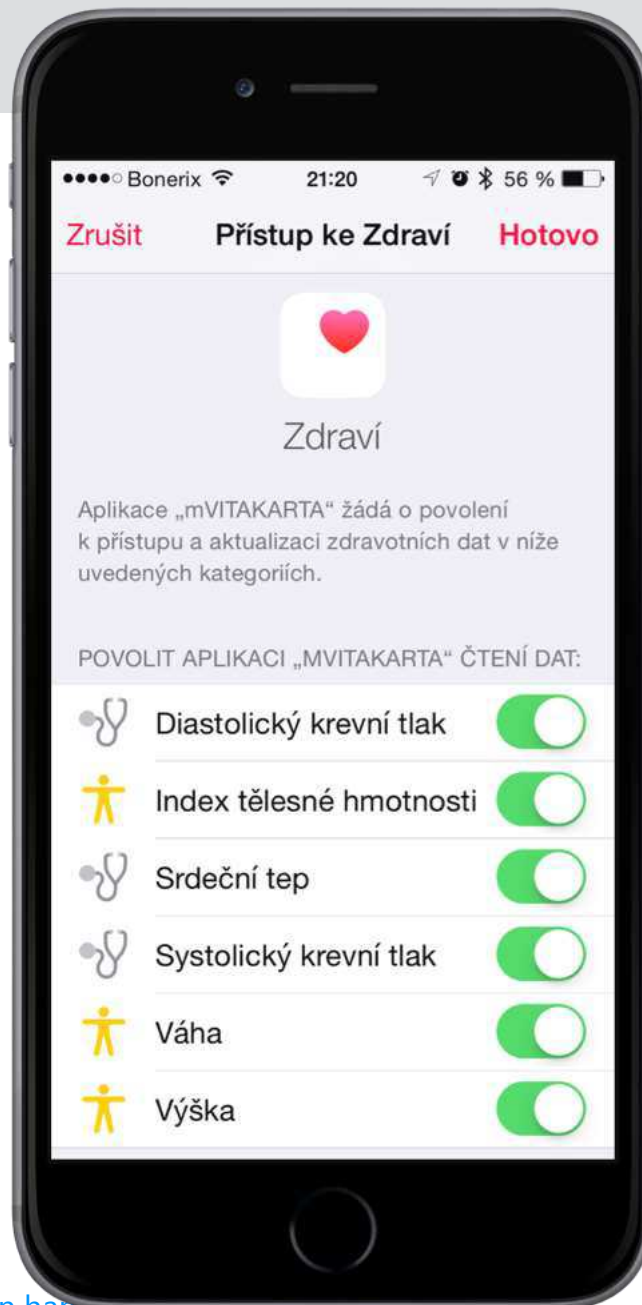 Bonerix 21:20 56 %
Zrušit Přístup ke Zdraví Hotovo
Zdraví
Aplikace „mVITAKARTA“ žádá o povolení
k přístupu a aktualizaci zdravotních dat v níže
uvedených kategoriích.
POVOLIT APLIKACI „MVITAKARTA“ ČTENÍ DAT:
Diastolický krevní tlak
Index tělesné hmotnosti
Srdeční tep
Systolický krevní tlak
Váha
Výška